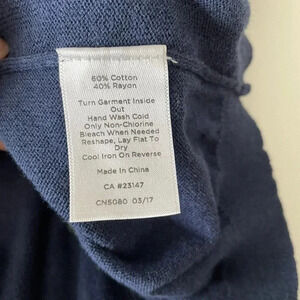 60% Cotton
40% Rayon
Turn Garment Inside
Out
Hand Wash Cold
Only Non-Chlorine
Bleach When Needed
Reshape, Lay Flat To
Dry
Cool Iron On Reverse
Made In China
CA #23147
CN5080 03/17